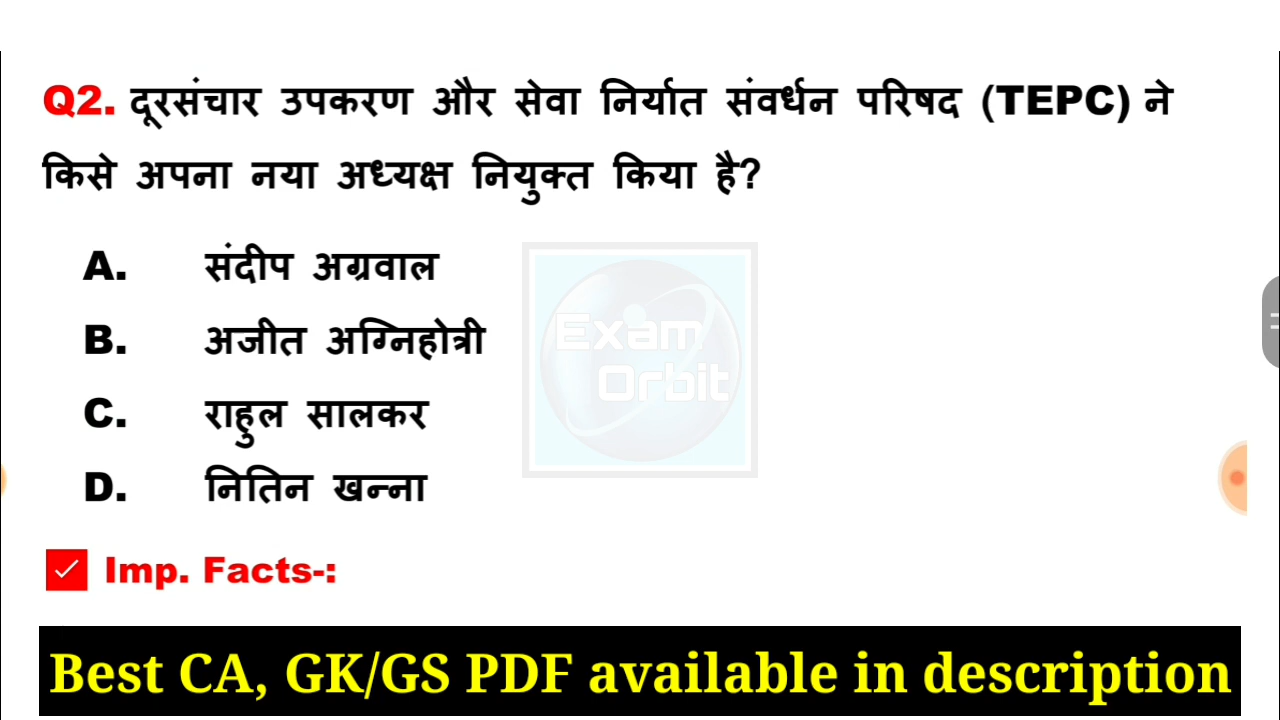 Q2. दूरसंचार उपकरण और सेवा निर्यात संवर्धन परिषद (TEPC) ने
किसे अपना नया अध्यक्ष नियुक्त किया है?
A. संदीप अग्रवाल
B. अजीत अग्निहोत्री
C. राहुल सालकर
D. नितिन खन्ना
Exam
Orbit
Imp. Facts-:
Best CA, GK/GS PDF available in description